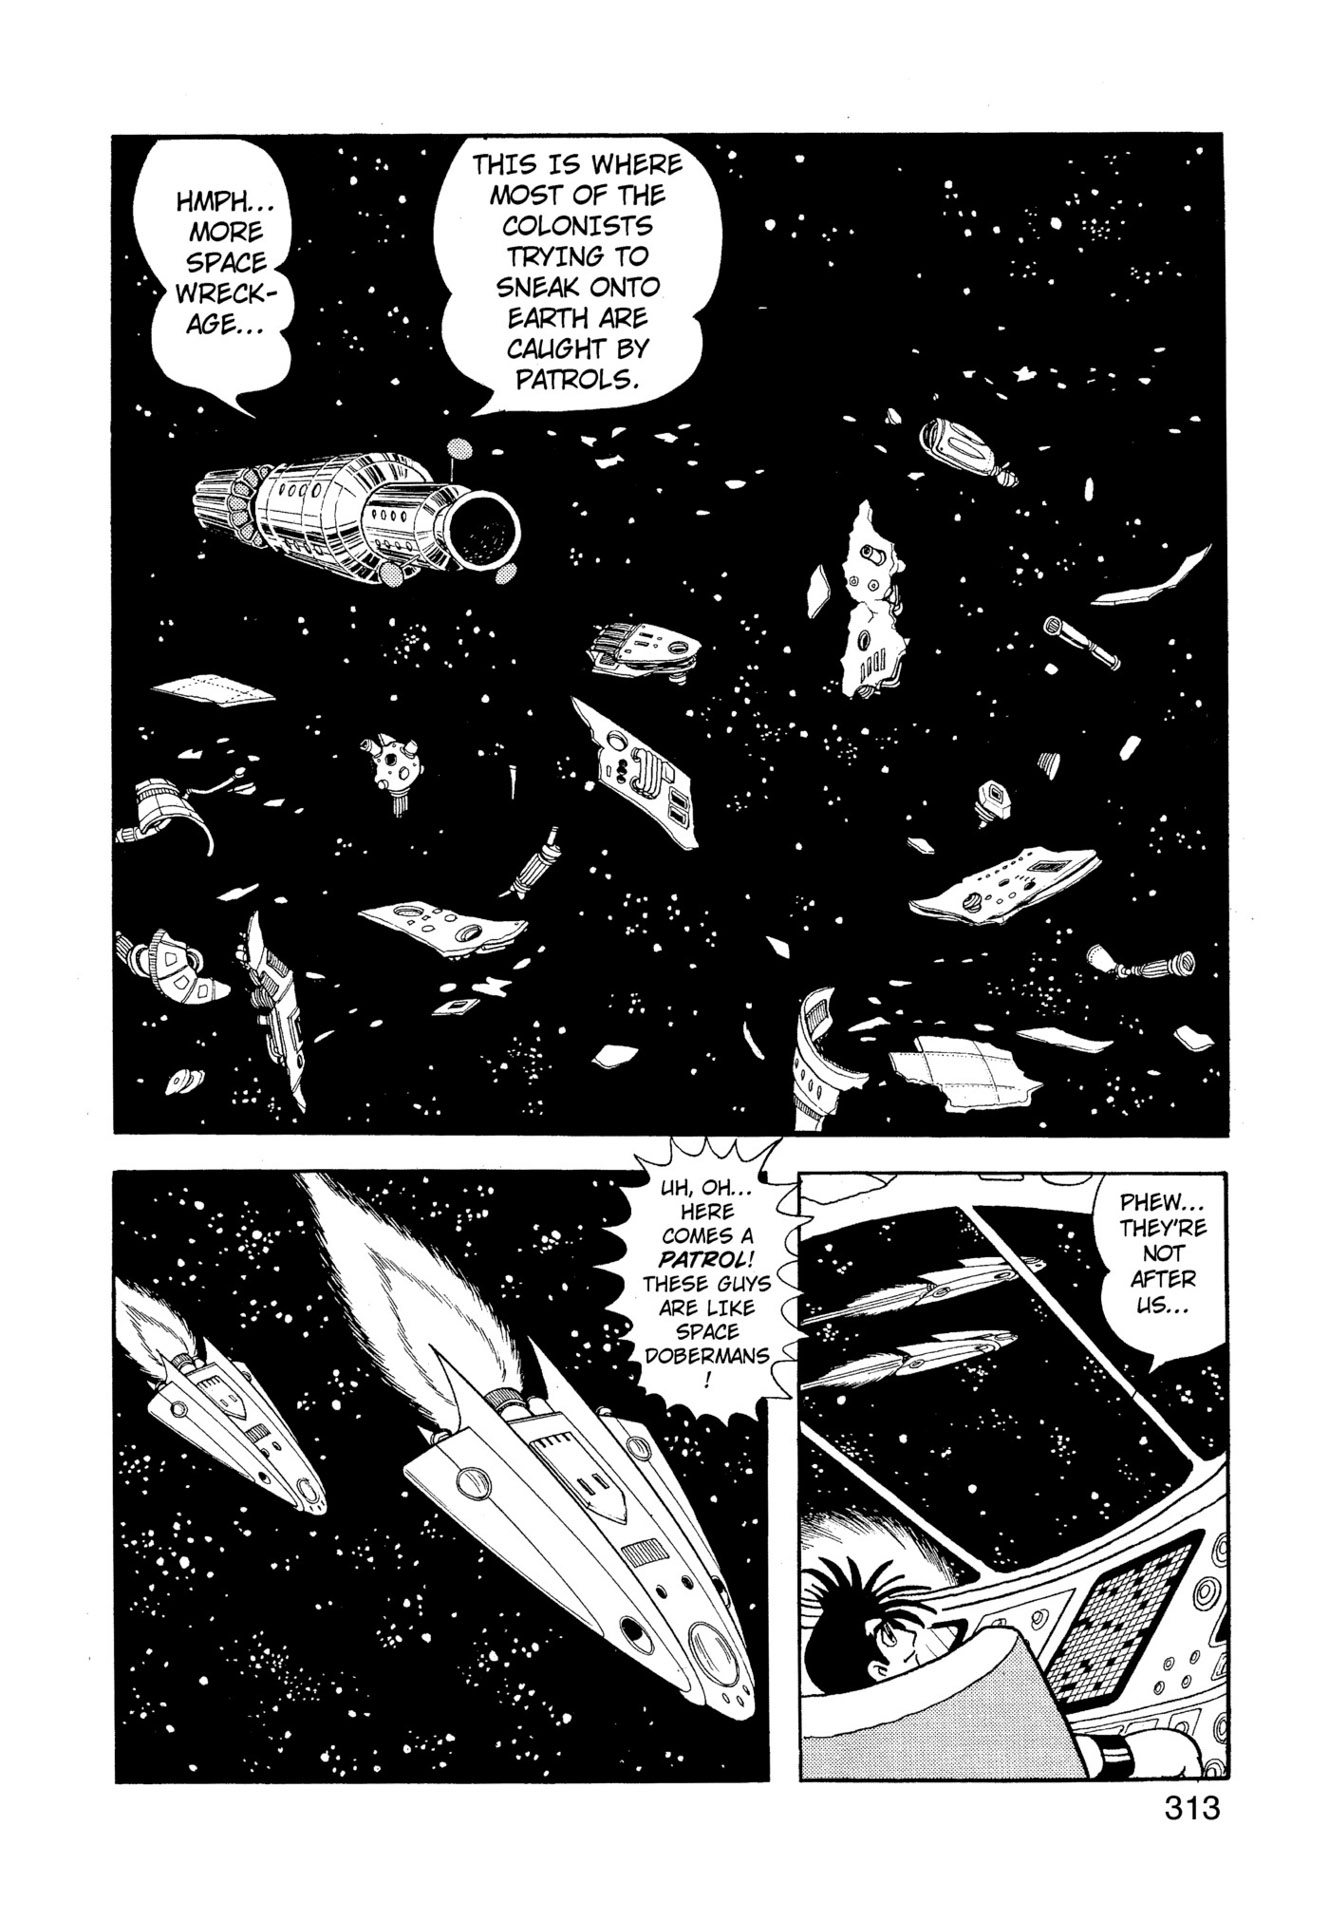 HMPH...
MORE
SPACE
WRECK-
AGE...
THIS IS WHERE
MOST OF THE
COLONISTS
TRYING TO
SNEAK ONTO
EARTH ARE
CAUGHT BY
PATROLS.
UH, OH...
HERE
COMES A
PATROL!
THESE GUYS
ARE LIKE
SPACE
DOBERMANS
!
PHEW...
THEY'RE
NOT
AFTER
US...
313